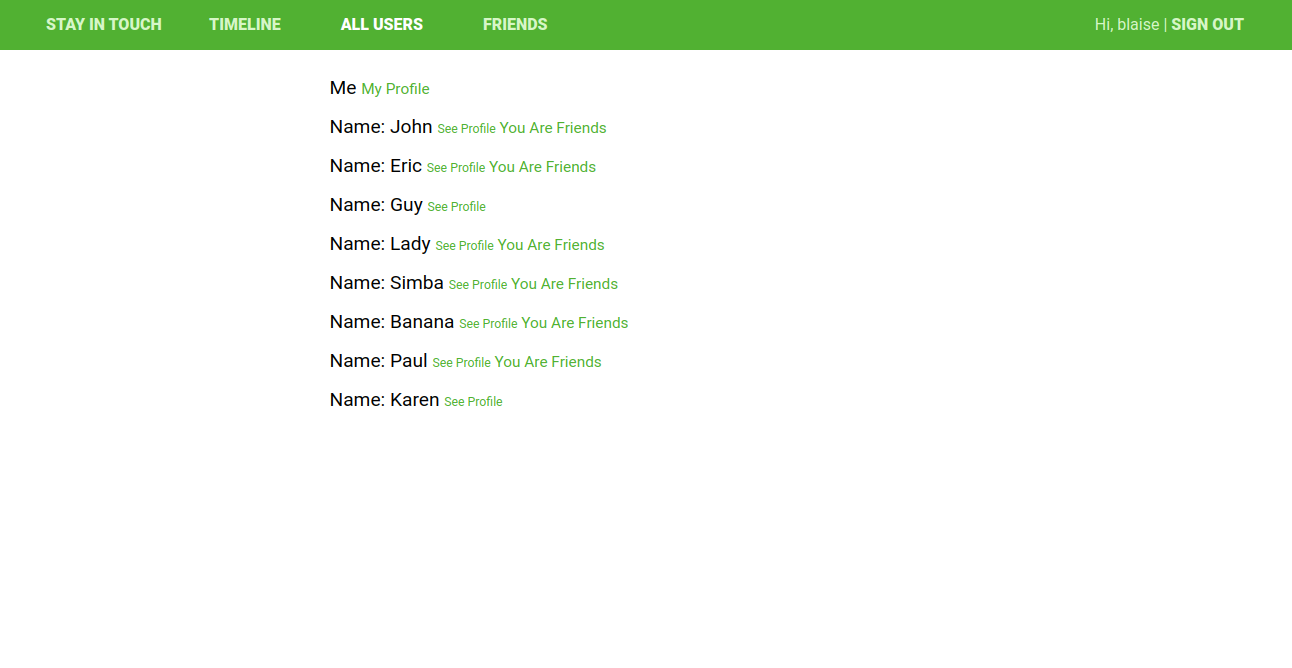 STAY IN TOUCH TIMELINE ALL USERS FRIENDS Hi, blaise | SIGN OUT
Me My Profile
Name: John See Profile You Are Friends
Name: Eric See Profile You Are Friends
Name: Guy See Profile
Name: Lady See Profile You Are Friends
Name: Simba See Profile You Are Friends
Name: Banana See Profile You Are Friends
Name: Paul See Profile You Are Friends
Name: Karen See Profile